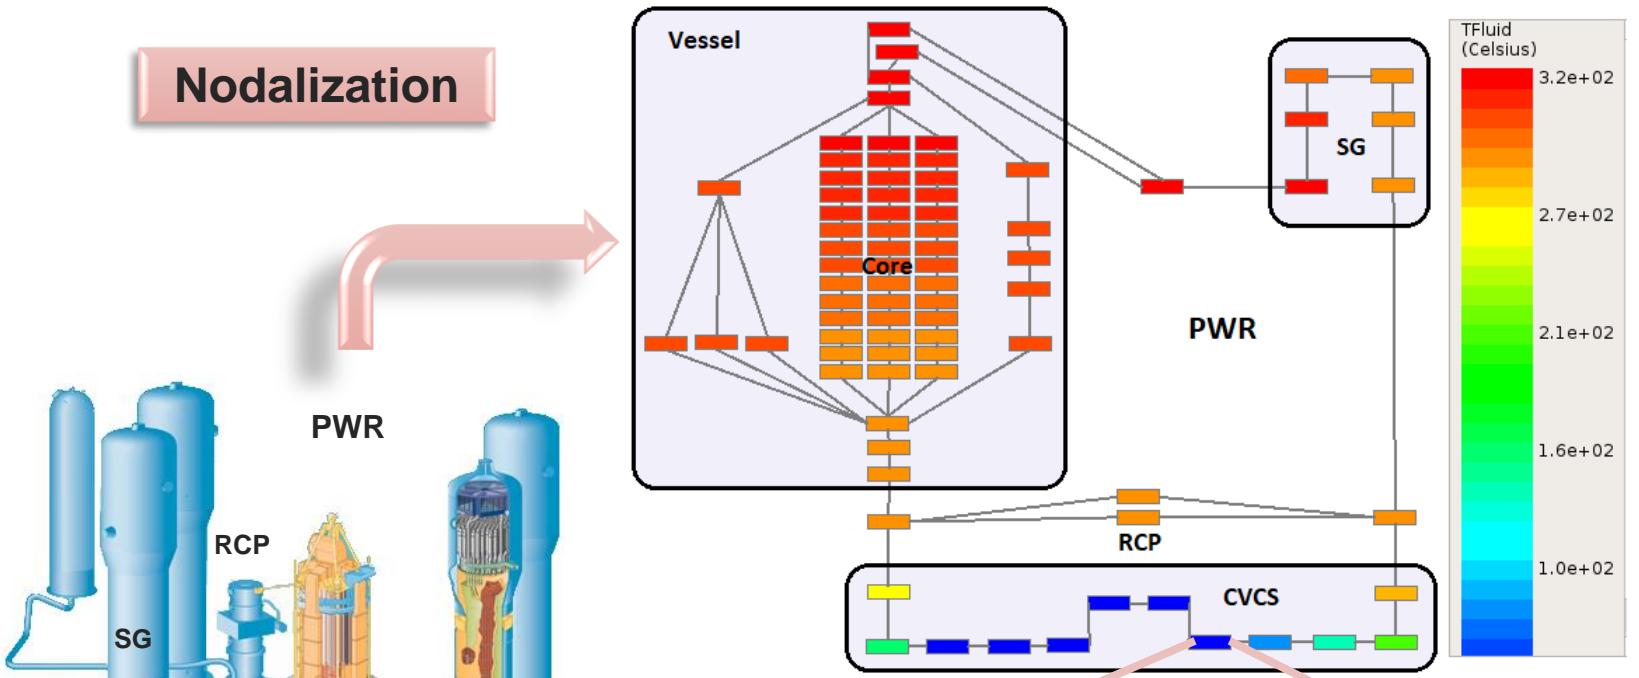 Nodalization
Vessel
Core
SG
PWR
RCP
CVCS
TFluid
(Celsius)
3.2e+02
2.7e+02
2.1e+02
1.6e+02
1.0e+02
PWR
RCP
SG